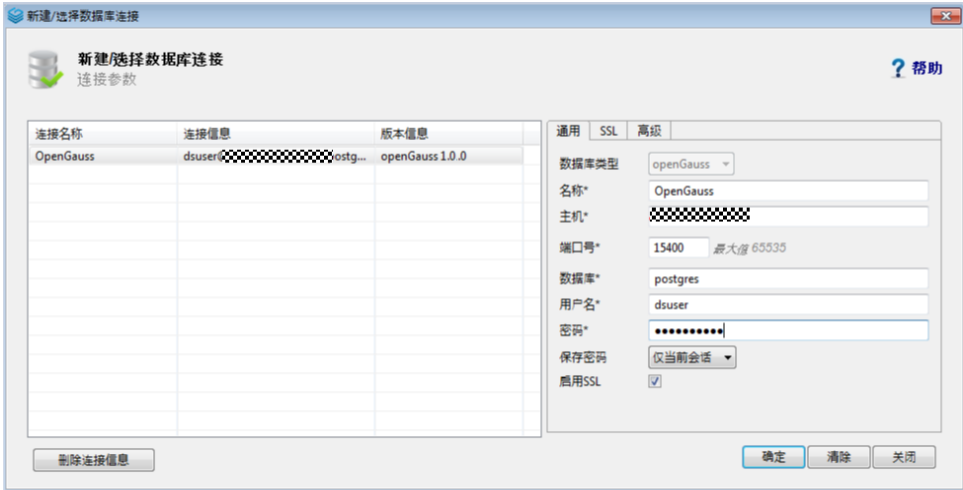 新建/选择数据库连接
新建/选择数据库连接
连接参数
? 帮助
连接名称 连接信息 版本信息
OpenGauss dsuser@ ostg... openGauss 1.0.0
通用 SSL 高级
数据库类型 openGauss
名称* OpenGauss
主机*
端口号* 15400 最大值 65535
数据库* postgres
用户名* dsuser
密码* ●●●●●●●●●●
保存密码 仅当前会话
启用SSL
删除连接信息
确定 清除 关闭